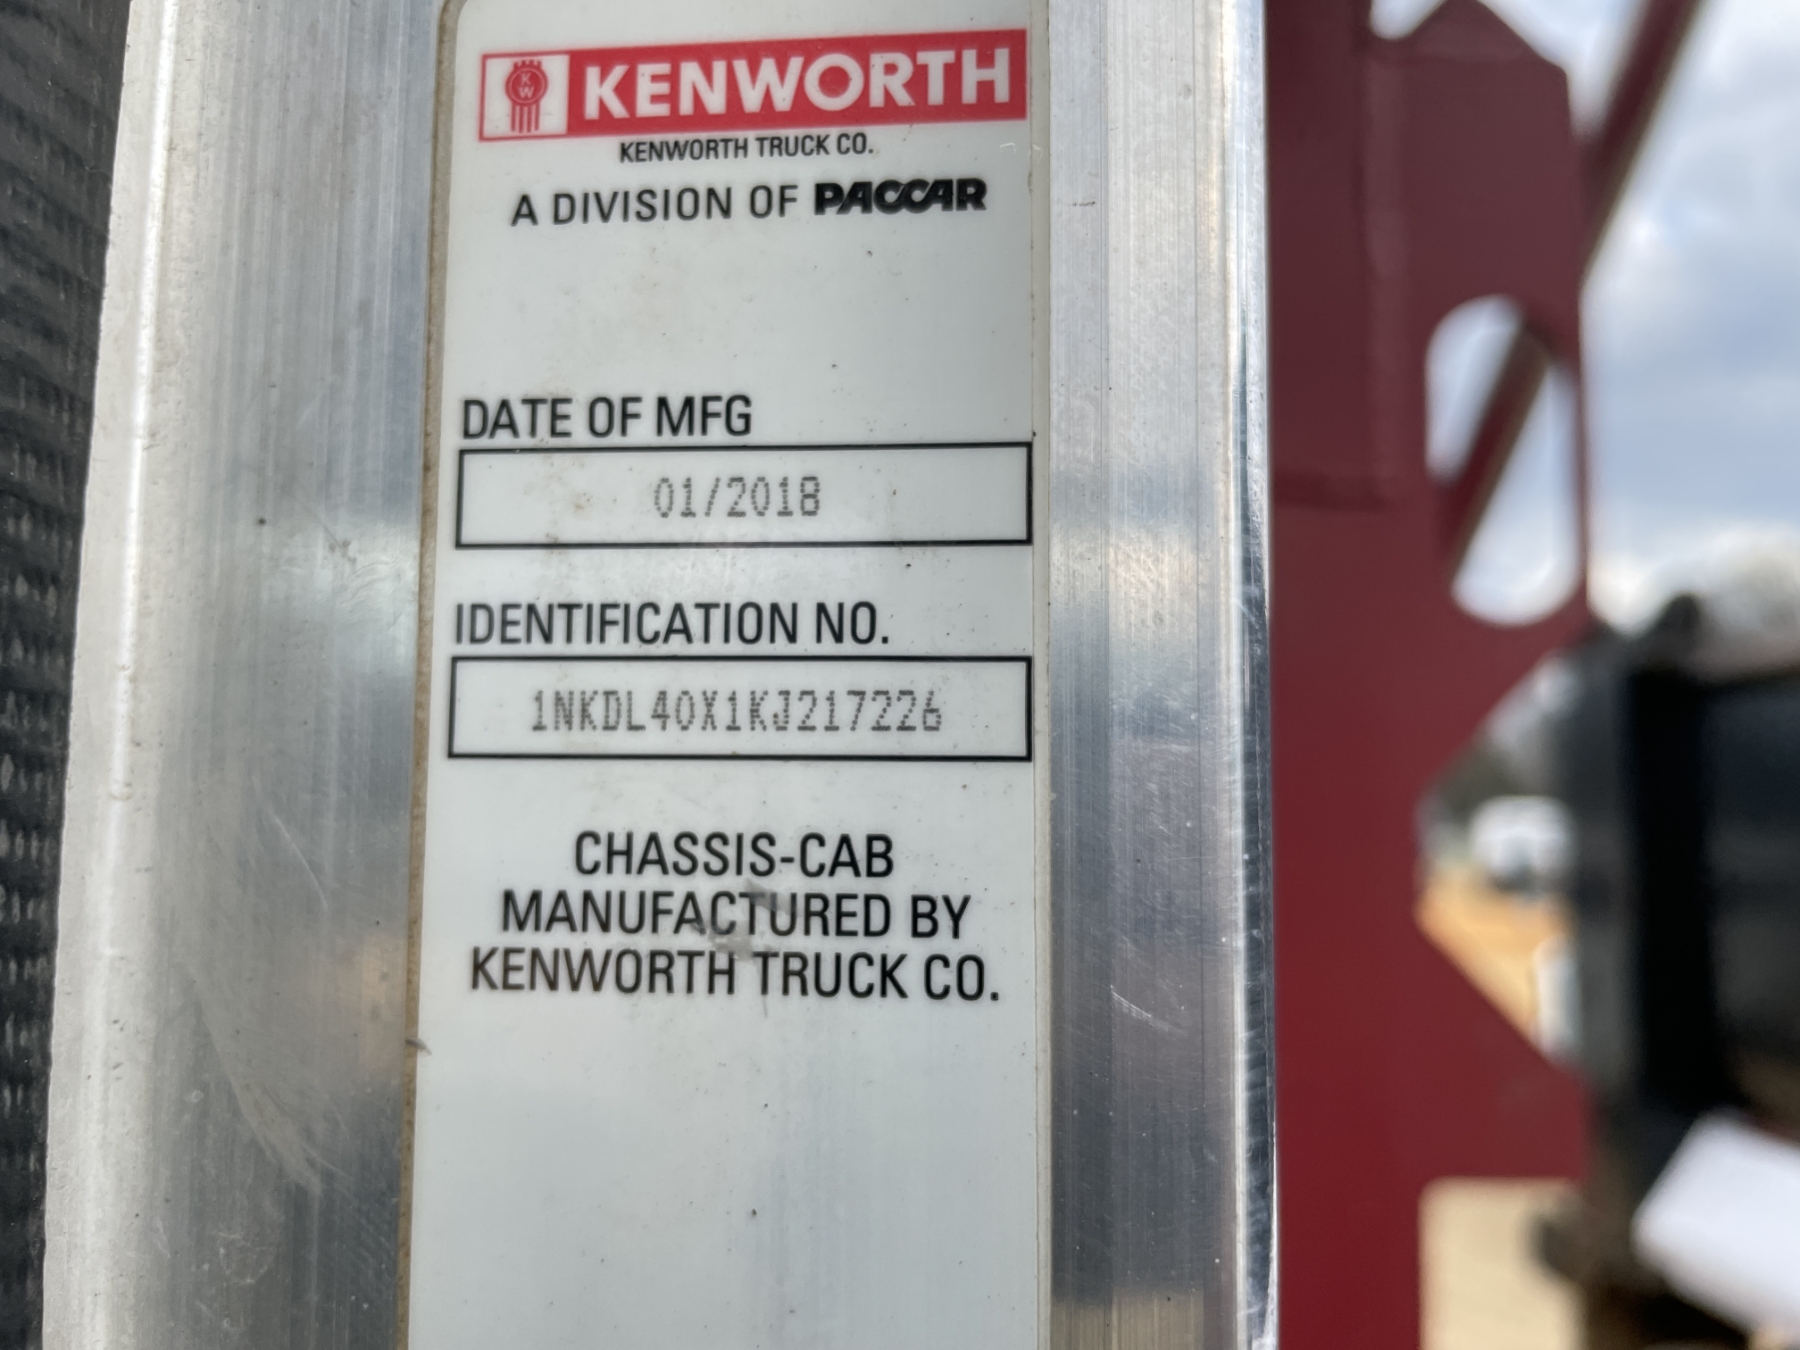 KW KENWORTH
KENWORTH TRUCK CO.
A DIVISION OF PACCAR
DATE OF MFG
01/2018
IDENTIFICATION NO.
1NKDL40X1KJ217226
CHASSIS-CAB
MANUFACTURED BY
KENWORTH TRUCK CO.